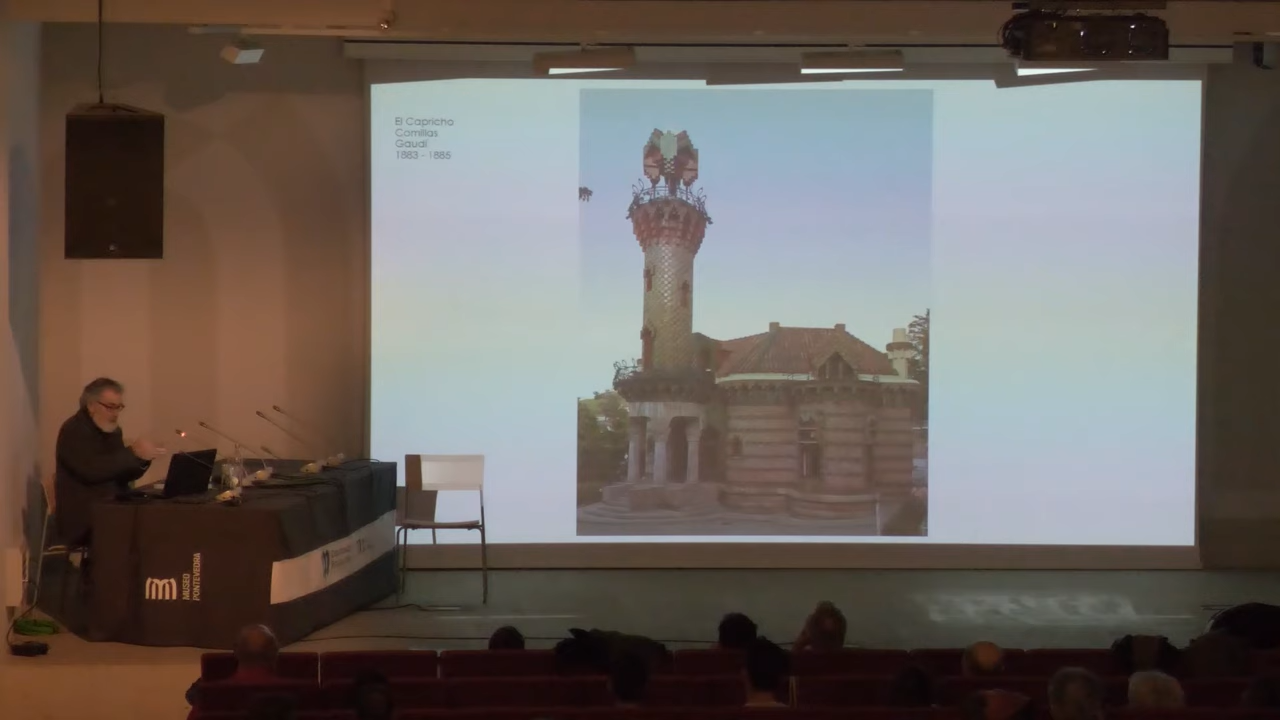 El Capricho
Comillas
Gaudí
1883 - 1885
MUSEO
PONTEVEDRA